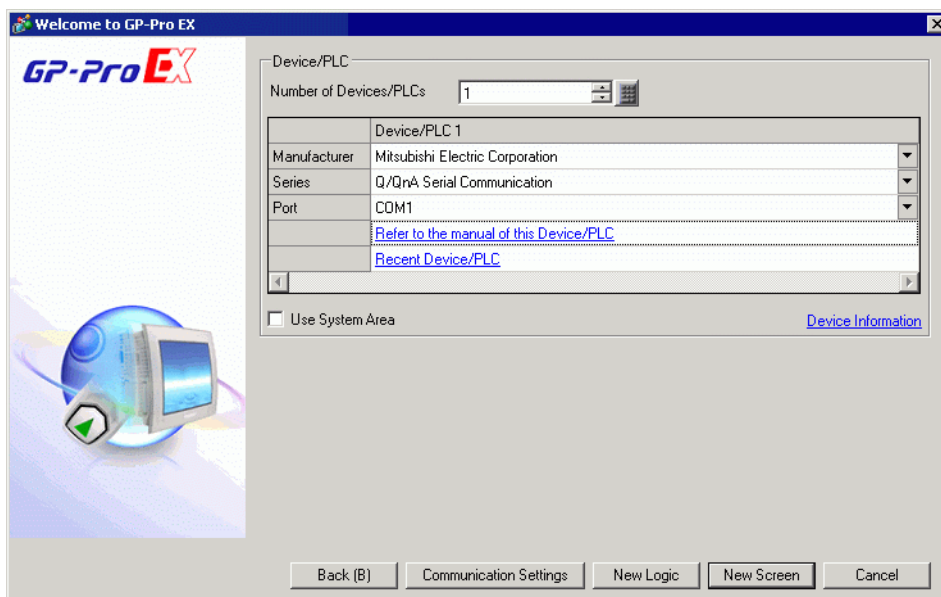 Welcome to GP-Pro EX
GP-Pro EX
Device/PLC
Number of Devices/PLCs 1
Device/PLC 1
Manufacturer Mitsubishi Electric Corporation
Series Q/QnA Serial Communication
Port COM1
Refer to the manual of this Device/PLC
Recent Device/PLC
Use System Area Device Information
Back (B) Communication Settings New Logic New Screen Cancel